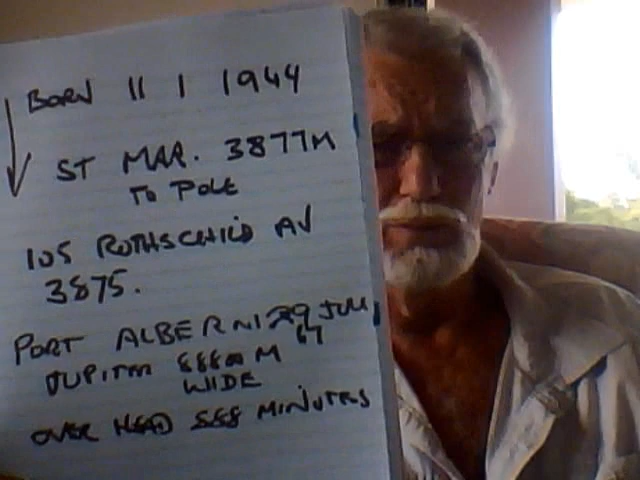 BORN 11 1 1944
ST MAR. 3877M
TO POLE
105 ROTHSCHILD AV
3875.
PORT ALBERNI 29 JUL
67
JUPITER 88800 M
WIDE
OVER HEAD 888 MINUTES